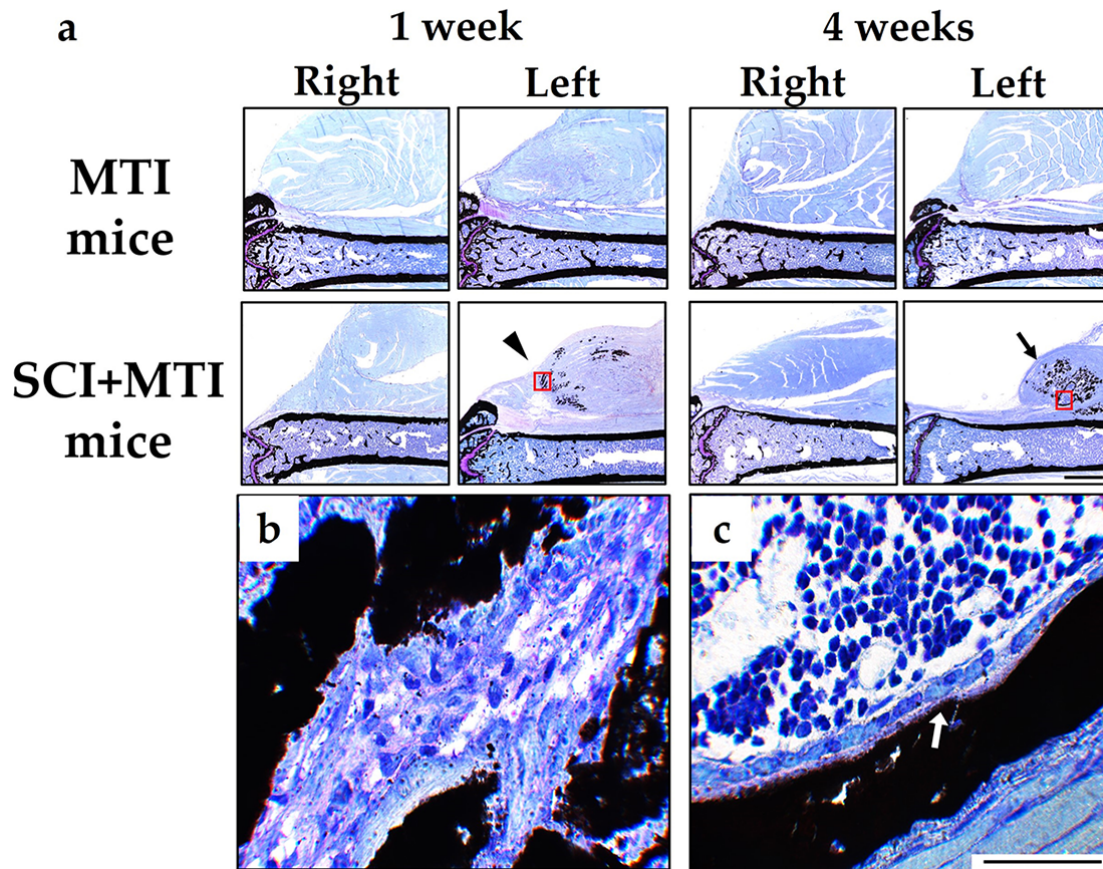 a
1 week 4 weeks
Right Left Right Left
MTI
mice
SCI+MTI
mice
b c